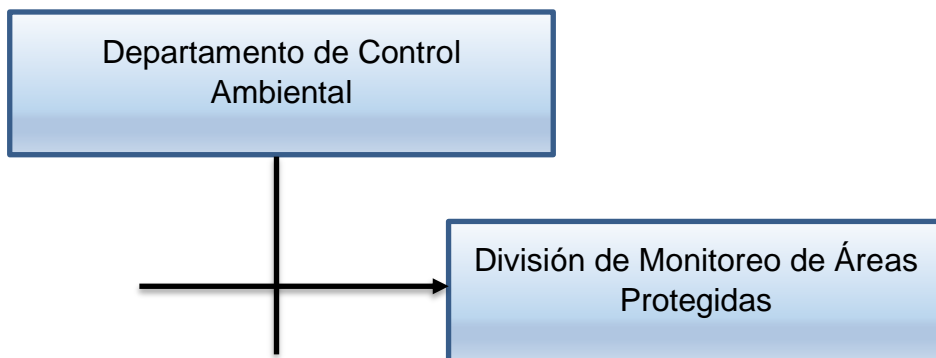 Departamento de Control
Ambiental
División de Monitoreo de Áreas
Protegidas